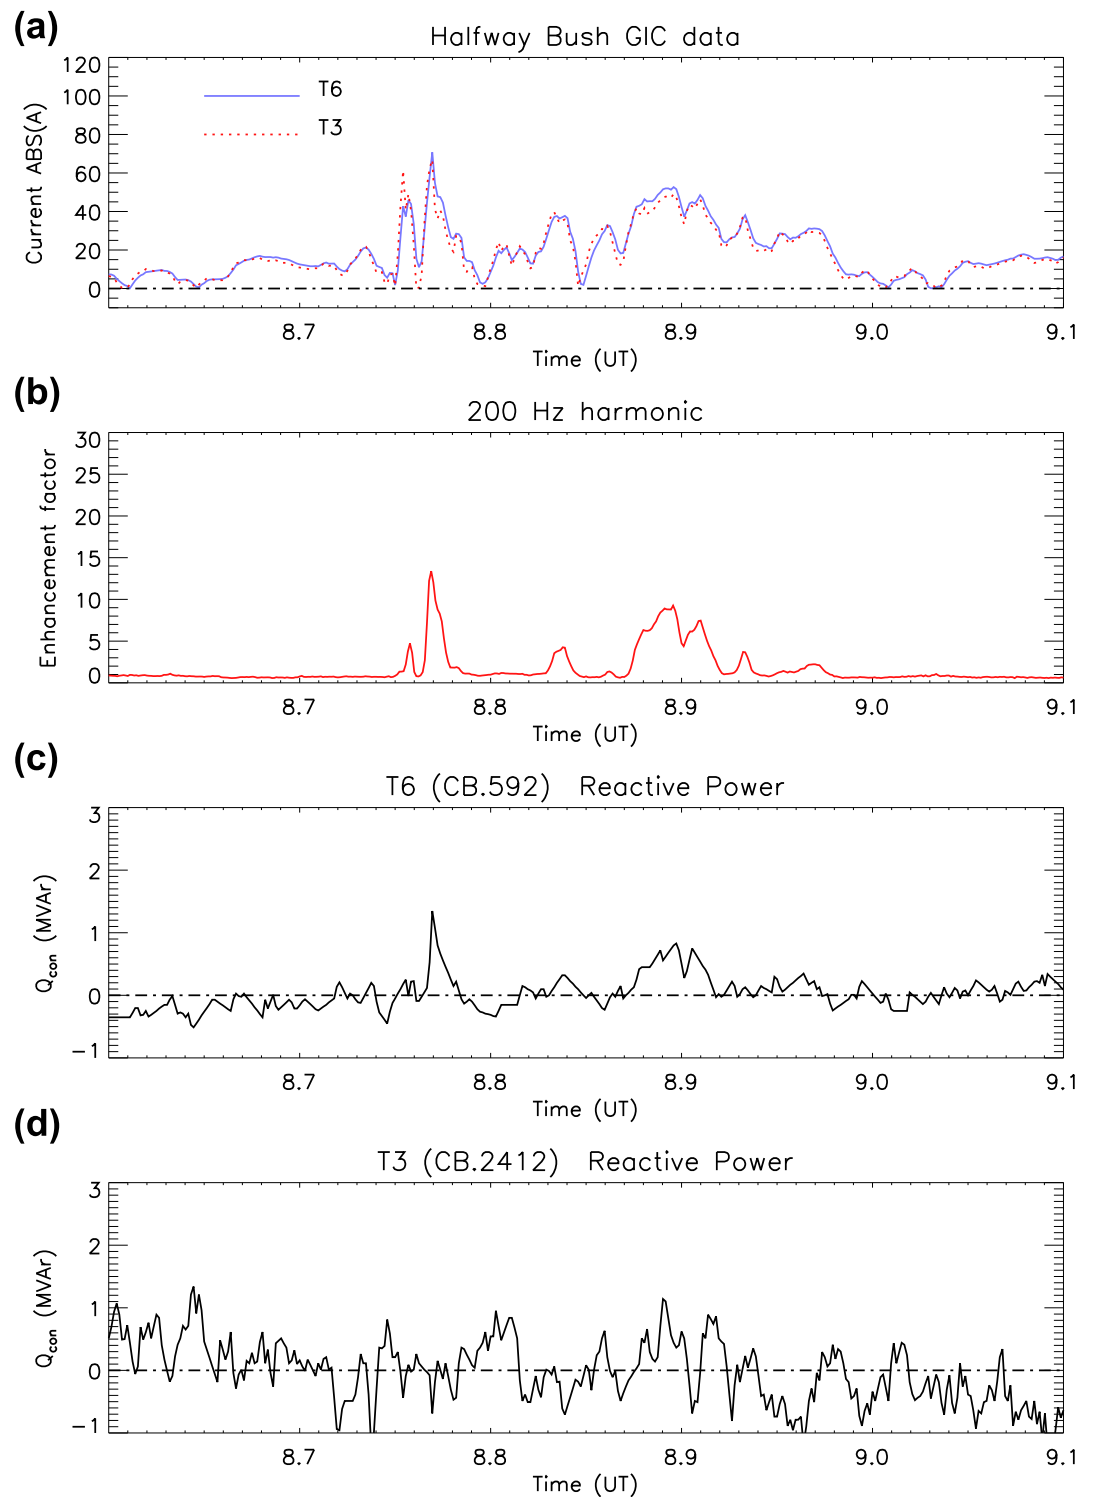 (a)
Halfway Bush GIC data
120
100
80
60
40
20
0
Current ABS(A)
T6
T3
8.7 8.8 8.9 9.0 9.1
Time (UT)
(b)
200 Hz harmonic
30
25
20
15
10
5
0
0
Enhancement factor
8.7 8.8 8.9 9.0 9.1
Time (UT)
(c)
T6 (CB.592) Reactive Power
3
2
1
0
-1
Qcon (MVAr)
8.7 8.8 8.9 9.0 9.1
Time (UT)
(d)
T3 (CB.2412) Reactive Power
3
2
1
0
-1
Qcon (MVAr)
8.7 8.8 8.9 9.0 9.1
Time (UT)